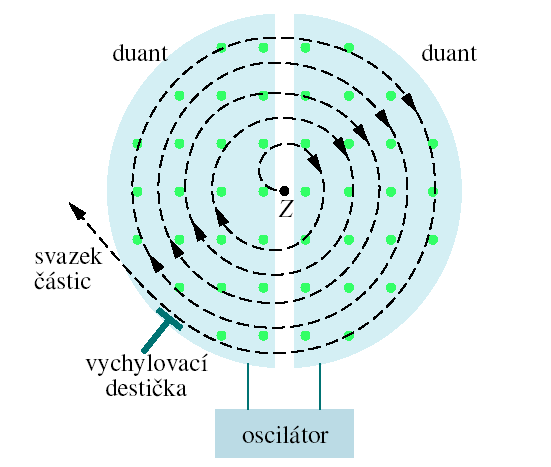 duant
duant
Z
svazek
částic
vychylovací
destička
oscilátor